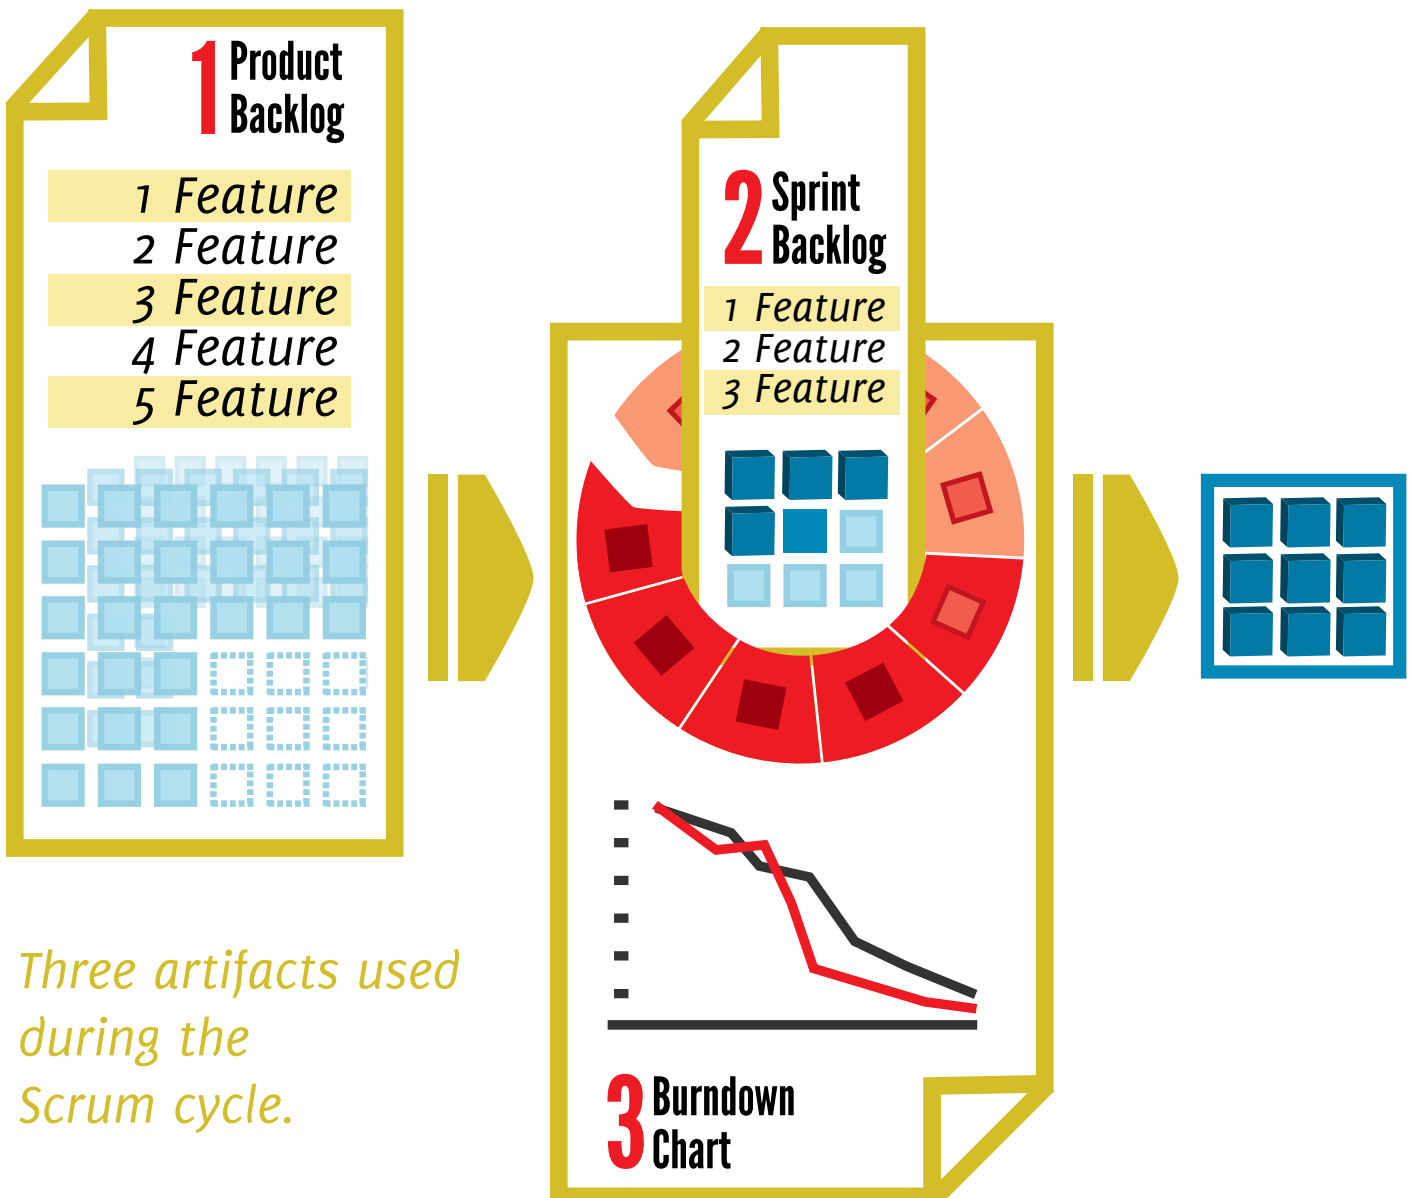 1 Product
Backlog
1 Feature
2 Feature
3 Feature
4 Feature
5 Feature
2 Sprint
Backlog
1 Feature
2 Feature
3 Feature
3 Burndown
Chart
Three artifacts used
during the
Scrum cycle.